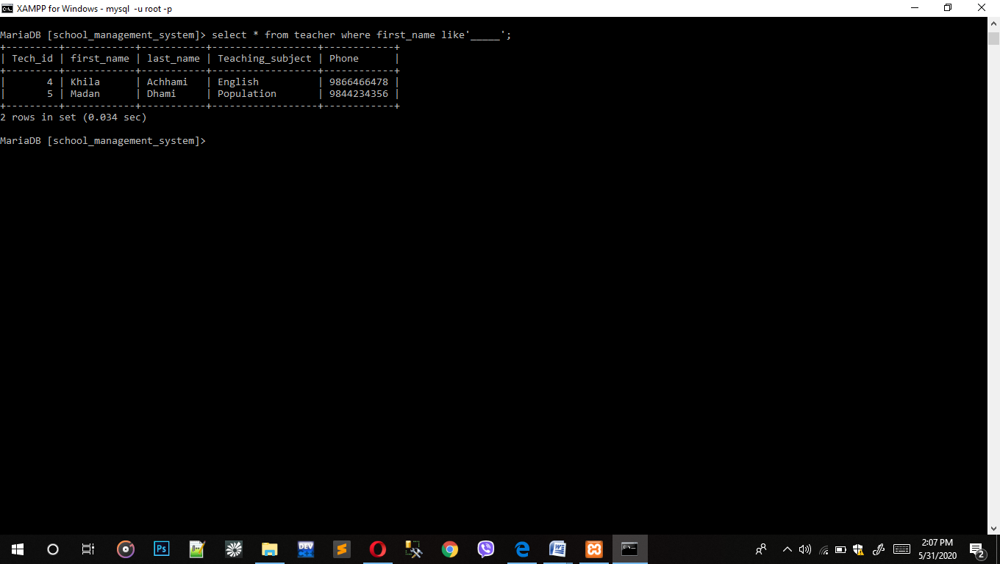 XAMPP for Windows - mysql  -u root -p
MariaDB [school_management_system]> select * from teacher where first_name like'_____';
+---------+------------+-----------+------------------+------------+
| Tech_id | first_name | last_name | Teaching_subject | Phone      |
+---------+------------+-----------+------------------+------------+
|       4 | Khila      | Achhami   | English          | 9866466478 |
|       5 | Madan      | Dhami     | Population       | 9844234356 |
+---------+------------+-----------+------------------+------------+
2 rows in set (0.034 sec)
MariaDB [school_management_system]>
Ps
DEV
2:07 PM
5/31/2020
2